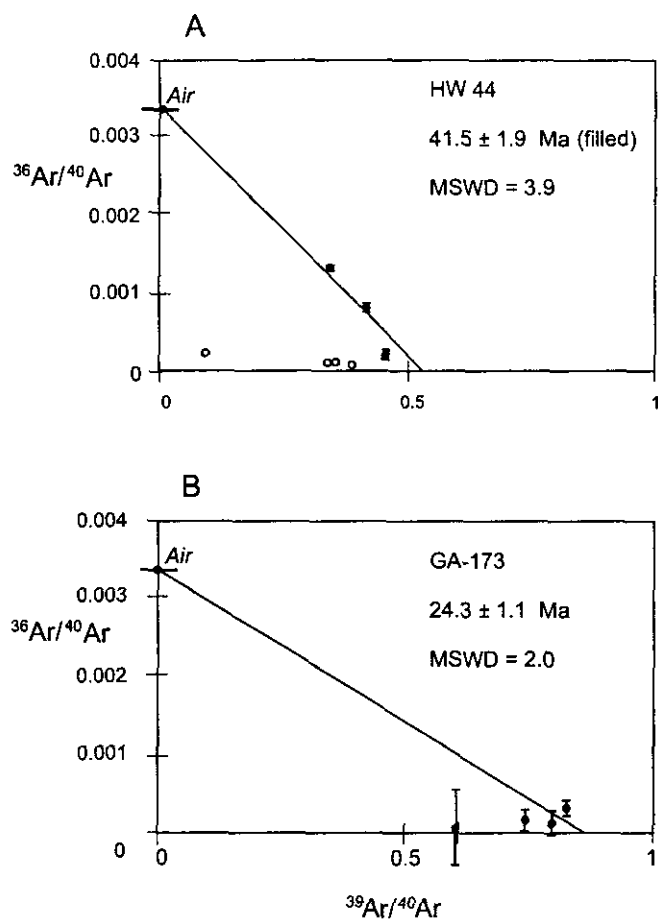 A
0.004
0.003
0.002
0.001
0
Air
³⁶Ar/⁴⁰Ar
HW 44
41.5 ± 1.9 Ma (filled)
MSWD = 3.9
0
0.5
1
B
0.004
0.003
0.002
0.001
0
Air
³⁶Ar/⁴⁰Ar
GA-173
24.3 ± 1.1 Ma
MSWD = 2.0
0
0.5
1
³⁹Ar/⁴⁰Ar